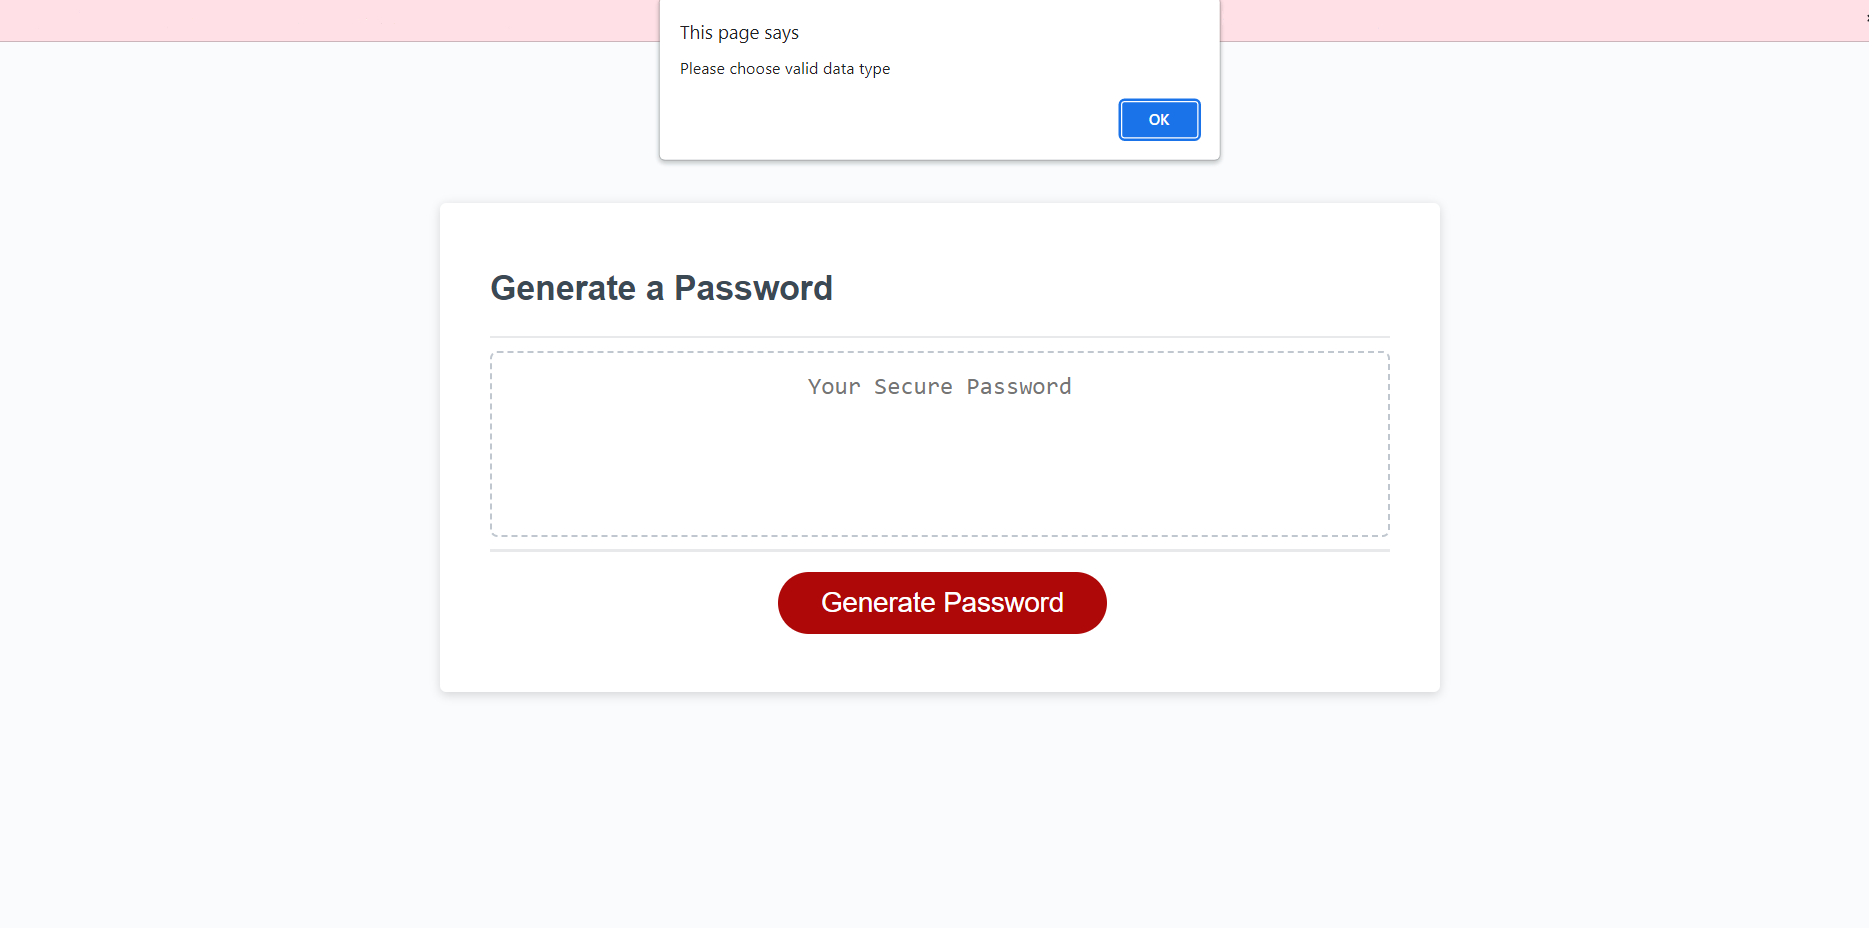 This page says
Please choose valid data type
OK
Generate a Password
Your Secure Password
Generate Password